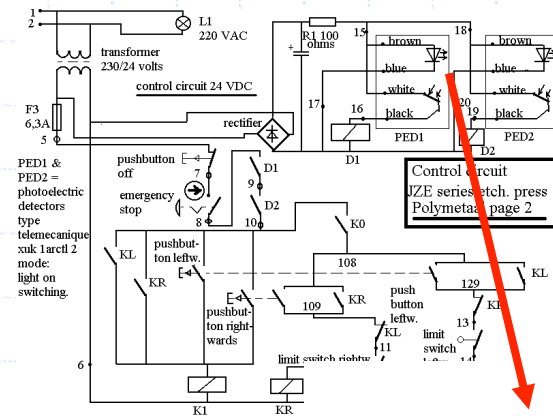 1
2
L1
220 VAC
transformer
230/24 volts
control circuit 24 VDC
F3
6,3A
5
rectifier
R1 100
ohms
+
15
18
brown
blue
white
black
17
16
D1
PED1
brown
blue
white
black
20
19
D2
PED2
PED1 &
PED2 =
photoelectric
detectors
type
telemecanique
xuk 1arctl 2
mode:
light on
switching.
pushbutton
off
7
emergency
stop
8
D1
9
D2
10
Control circuit
JZE series etch. press
Polymetaal page 2
K0
KL
KR
pushbut-
ton leftw.
pushbut-
ton right-
wards
108
109
KR
KL
11
push
button
leftw.
129
KL
13
limit
switch
14
limit switch rightw.
6
K1
KR